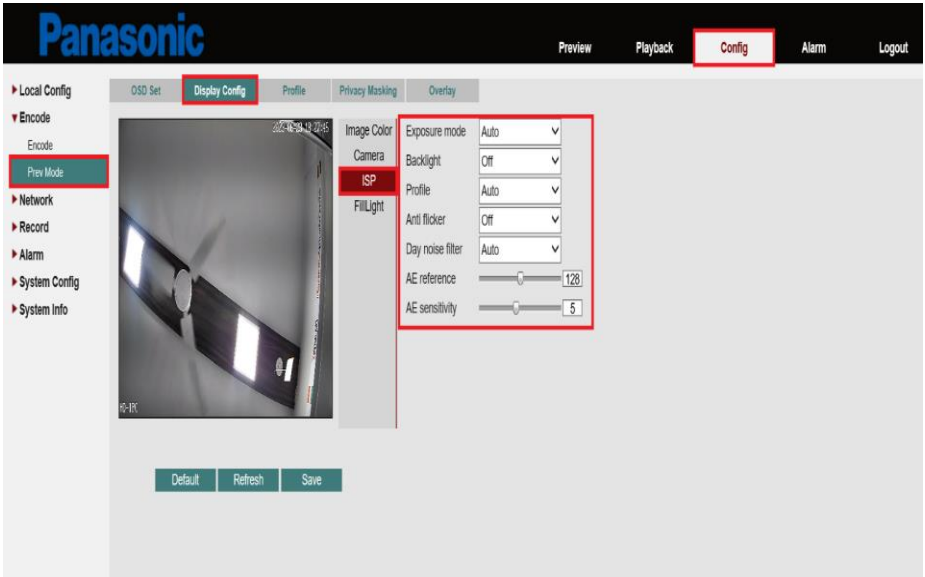 Panasonic
Preview Playback Config Alarm Logout
Local Config
Encode
Encode
Prev Mode
Network
Record
Alarm
System Config
System Info
OSD Set Display Config Profile Privacy Masking Overlay
HD-IPC
Image Color
Camera
ISP
FillLight
Exposure mode Auto
Backlight Off
Profile Auto
Anti flicker Off
Day noise filter Auto
AE reference 128
AE sensitivity 5
Default Refresh Save